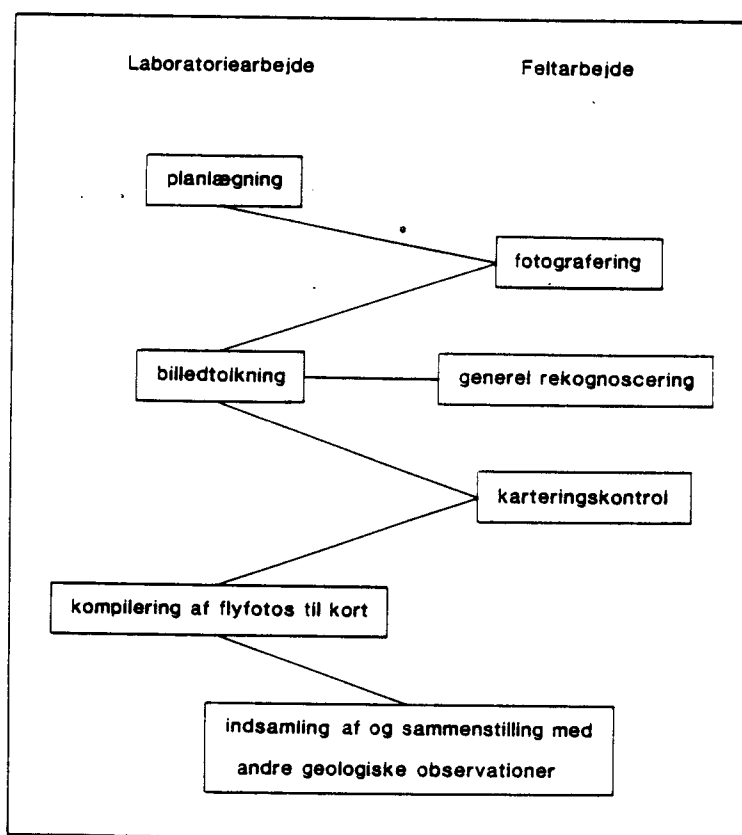 Laboratoriearbejde
Feltarbejde
planlægning
fotografering
billedtolkning
generel rekognoscering
karteringskontrol
kompilering af flyfotos til kort
indsamling af og sammenstilling med
andre geologiske observationer